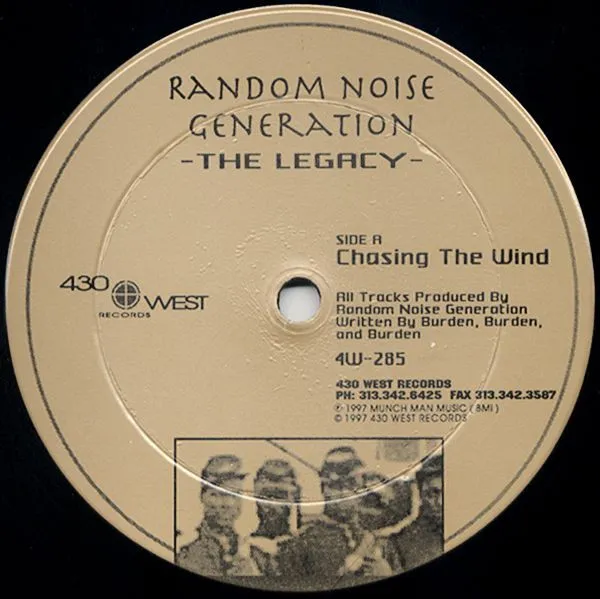 RANDOM NOISE
GENERATION
-THE LEGACY-
SIDE A
Chasing The Wind
430 WEST
RECORDS
All Tracks Produced By
Random Noise Generation
Written By Burden, Burden,
and Burden
4W-285
430 WEST RECORDS
PH: 313.342.6425 FAX 313.342.3587
℗ 1997 MUNCH MAN MUSIC (BMI)
© 1997 430 WEST RECORDS